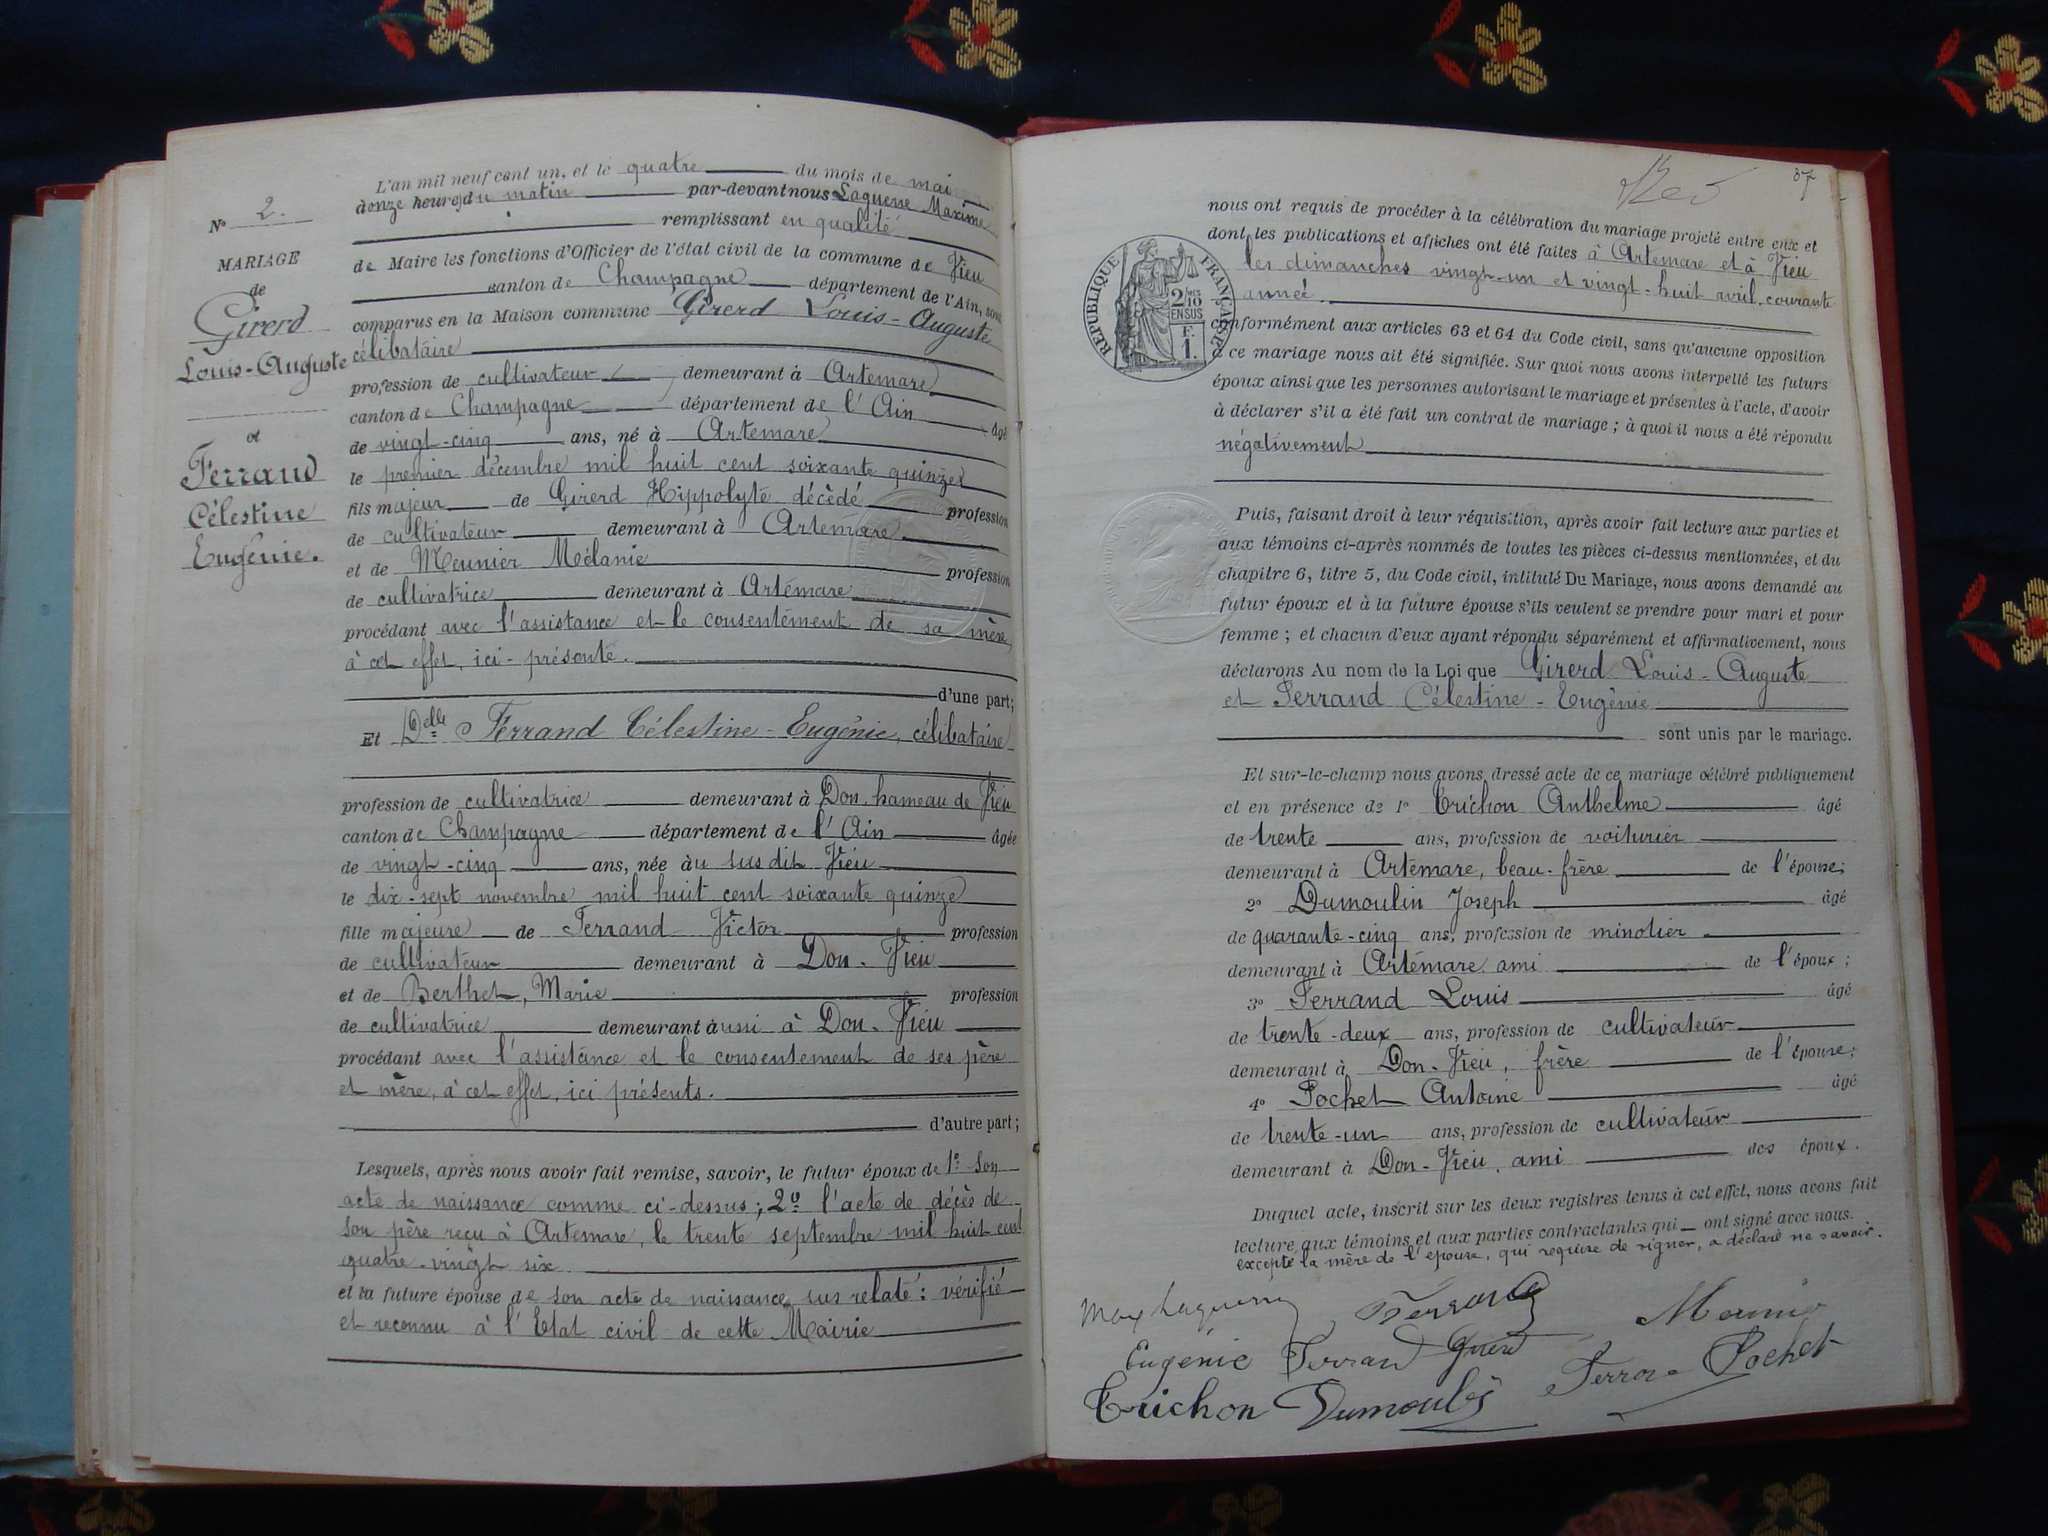 L'an mil neuf cent un, et le quatre du mois de mai
heures du matin par-devant nous Laguerre Maxime
remplissant en qualité
de Maire les fonctions d'Officier de l'état civil de la commune de Vieu
canton de Champagne département de l'Ain, sont
comparus en la Maison commune Girerd Louis-Auguste
célibataire
profession de cultivateur demeurant à Artemare
canton de Champagne département de l'Ain âgé
de vingt-cinq ans, né à Artemare
le premier décembre mil huit cent soixante quinze
fils majeur de Girerd Hippolyte décédé profession
de cultivateur demeurant à Artemare
et de Meunier Mélanie profession
de cultivatrice demeurant à Artémare
procédant avec l'assistance et le consentement de sa mère,
à cet effet, ici-présente.
d'une part;
Et Delle Ferrand Célestine-Eugénie, célibataire
profession de cultivatrice demeurant à Don, hameau de Vieu
canton de Champagne département de l'Ain âgée
de vingt-cinq ans, née àu susdit Vieu
le dix-sept novembre mil huit cent soixante quinze
fille majeure de Ferrand Victor profession
de cultivateur demeurant à Don-Vieu
et de Berthet, Marie profession
de cultivatrice demeurant àussi à Don-Vieu
procédant avec l'assistance et le consentement de ses père
et mère, à cet effet, ici présents.
d'autre part;
Lesquels, après nous avoir fait remise, savoir, le futur époux de 1° Son
acte de naissance comme ci-dessus; 2° l'acte de décès de
son père reçu à Artemare, le trente septembre mil huit cent
quatre-vingt six
et la future épouse de son acte de naissance sus relaté: vérifié
et reconnu à l'Etat civil de cette Mairie
N° 2.
MARIAGE
de
Girerd
Louis-Auguste
et
Ferrand
Célestine
Eugénie.
37
nous ont requis de procéder à la célébration du mariage projeté entre eux et
dont les publications et affiches ont été faites à Artemare et à Vieu
les dimanches vingt-un et vingt-huit avril courante
année
conformément aux articles 63 et 64 du Code civil, sans qu'aucune opposition
à ce mariage nous ait été signifiée. Sur quoi nous avons interpellé les futurs
époux ainsi que les personnes autorisant le mariage et présentes à l'acte, d'avoir
à déclarer s'il a été fait un contrat de mariage; à quoi il nous a été répondu
négativement
Puis, faisant droit à leur réquisition, après avoir fait lecture aux parties et
aux témoins ci-après nommés de toutes les pièces ci-dessus mentionnées, et du
chapitre 6, titre 5, du Code civil, intitulé Du Mariage, nous avons demandé au
futur époux et à la future épouse s'ils veulent se prendre pour mari et pour
femme; et chacun d'eux ayant répondu séparément et affirmativement, nous
déclarons Au nom de la Loi que Girerd Louis-Auguste
et Ferrand Célestine-Eugénie
sont unis par le mariage.
Et sur-le-champ nous avons dressé acte de ce mariage célébré publiquement
et en présence de 1° Trichon Anthelme âgé
de trente ans, profession de voiturier
demeurant à Artémare, beau-frère de l'épouse;
2° Dumoulin Joseph âgé
de quarante-cinq ans, profession de minotier
demeurant à Artémare, ami de l'époux;
3° Ferrand Louis âgé
de trente-deux ans, profession de cultivateur
demeurant à Don-Vieu, frère de l'épouse;
4° Pochet Antoine âgé
de trente-un ans, profession de cultivateur
demeurant à Don-Vieu, ami des époux.
Duquel acte, inscrit sur les deux registres tenus à cet effet, nous avons fait
lecture aux témoins et aux parties contractantes qui ont signé avec nous.
excepté la mère de l'épouse, qui requise de signer, a déclaré ne savoir.
Max Laguerre Ferrand Meunier
Eugénie Ferrand Girerd
Trichon Dumoulin Ferrand Pochet
RÉPUBLIQUE FRANÇAISE
2/10
EN SUS
F.
1.